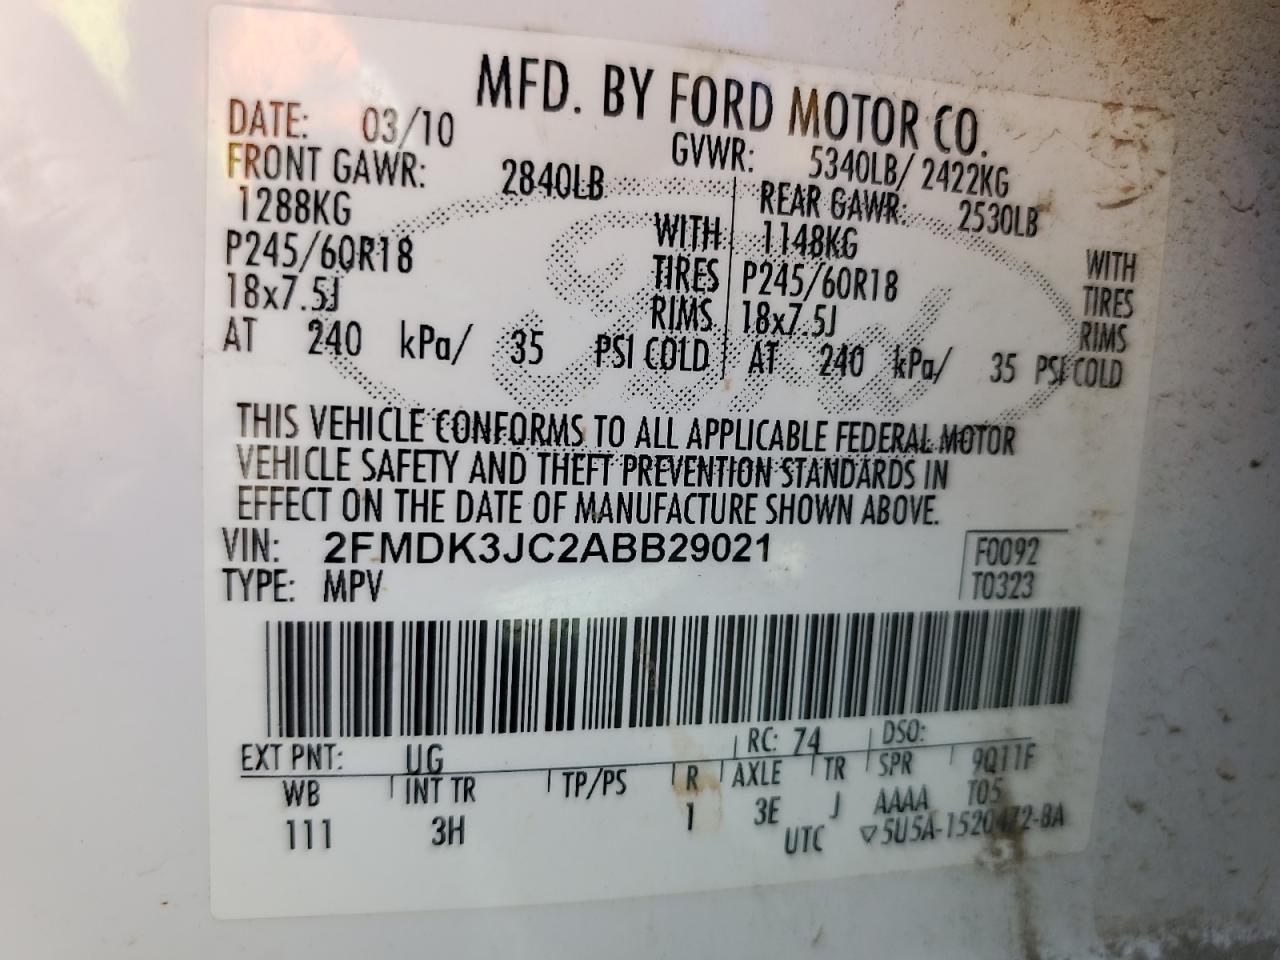 MFD. BY FORD MOTOR CO.
DATE: 03/10 GVWR: 5340LB/ 2422KG
FRONT GAWR: 2840LB REAR GAWR: 2530LB
1288KG WITH 1148KG WITH
P245/60R18 TIRES P245/60R18 TIRES
18x7.5J RIMS 18x7.5J RIMS
AT 240 kPa/ 35 PSI COLD AT 240 kPa/ 35 PSI COLD
THIS VEHICLE CONFORMS TO ALL APPLICABLE FEDERAL MOTOR
VEHICLE SAFETY AND THEFT PREVENTION STANDARDS IN
EFFECT ON THE DATE OF MANUFACTURE SHOWN ABOVE.
VIN: 2FMDK3JC2ABB29021 F0092
TYPE: MPV T0323
EXT PNT: UG RC: 74 DSO:
WB INT TR TP/PS R AXLE TR SPR 9Q11F
111 3H 1 3E J AAAA T05
UTC ▽5U5A-1520472-BA
Ford